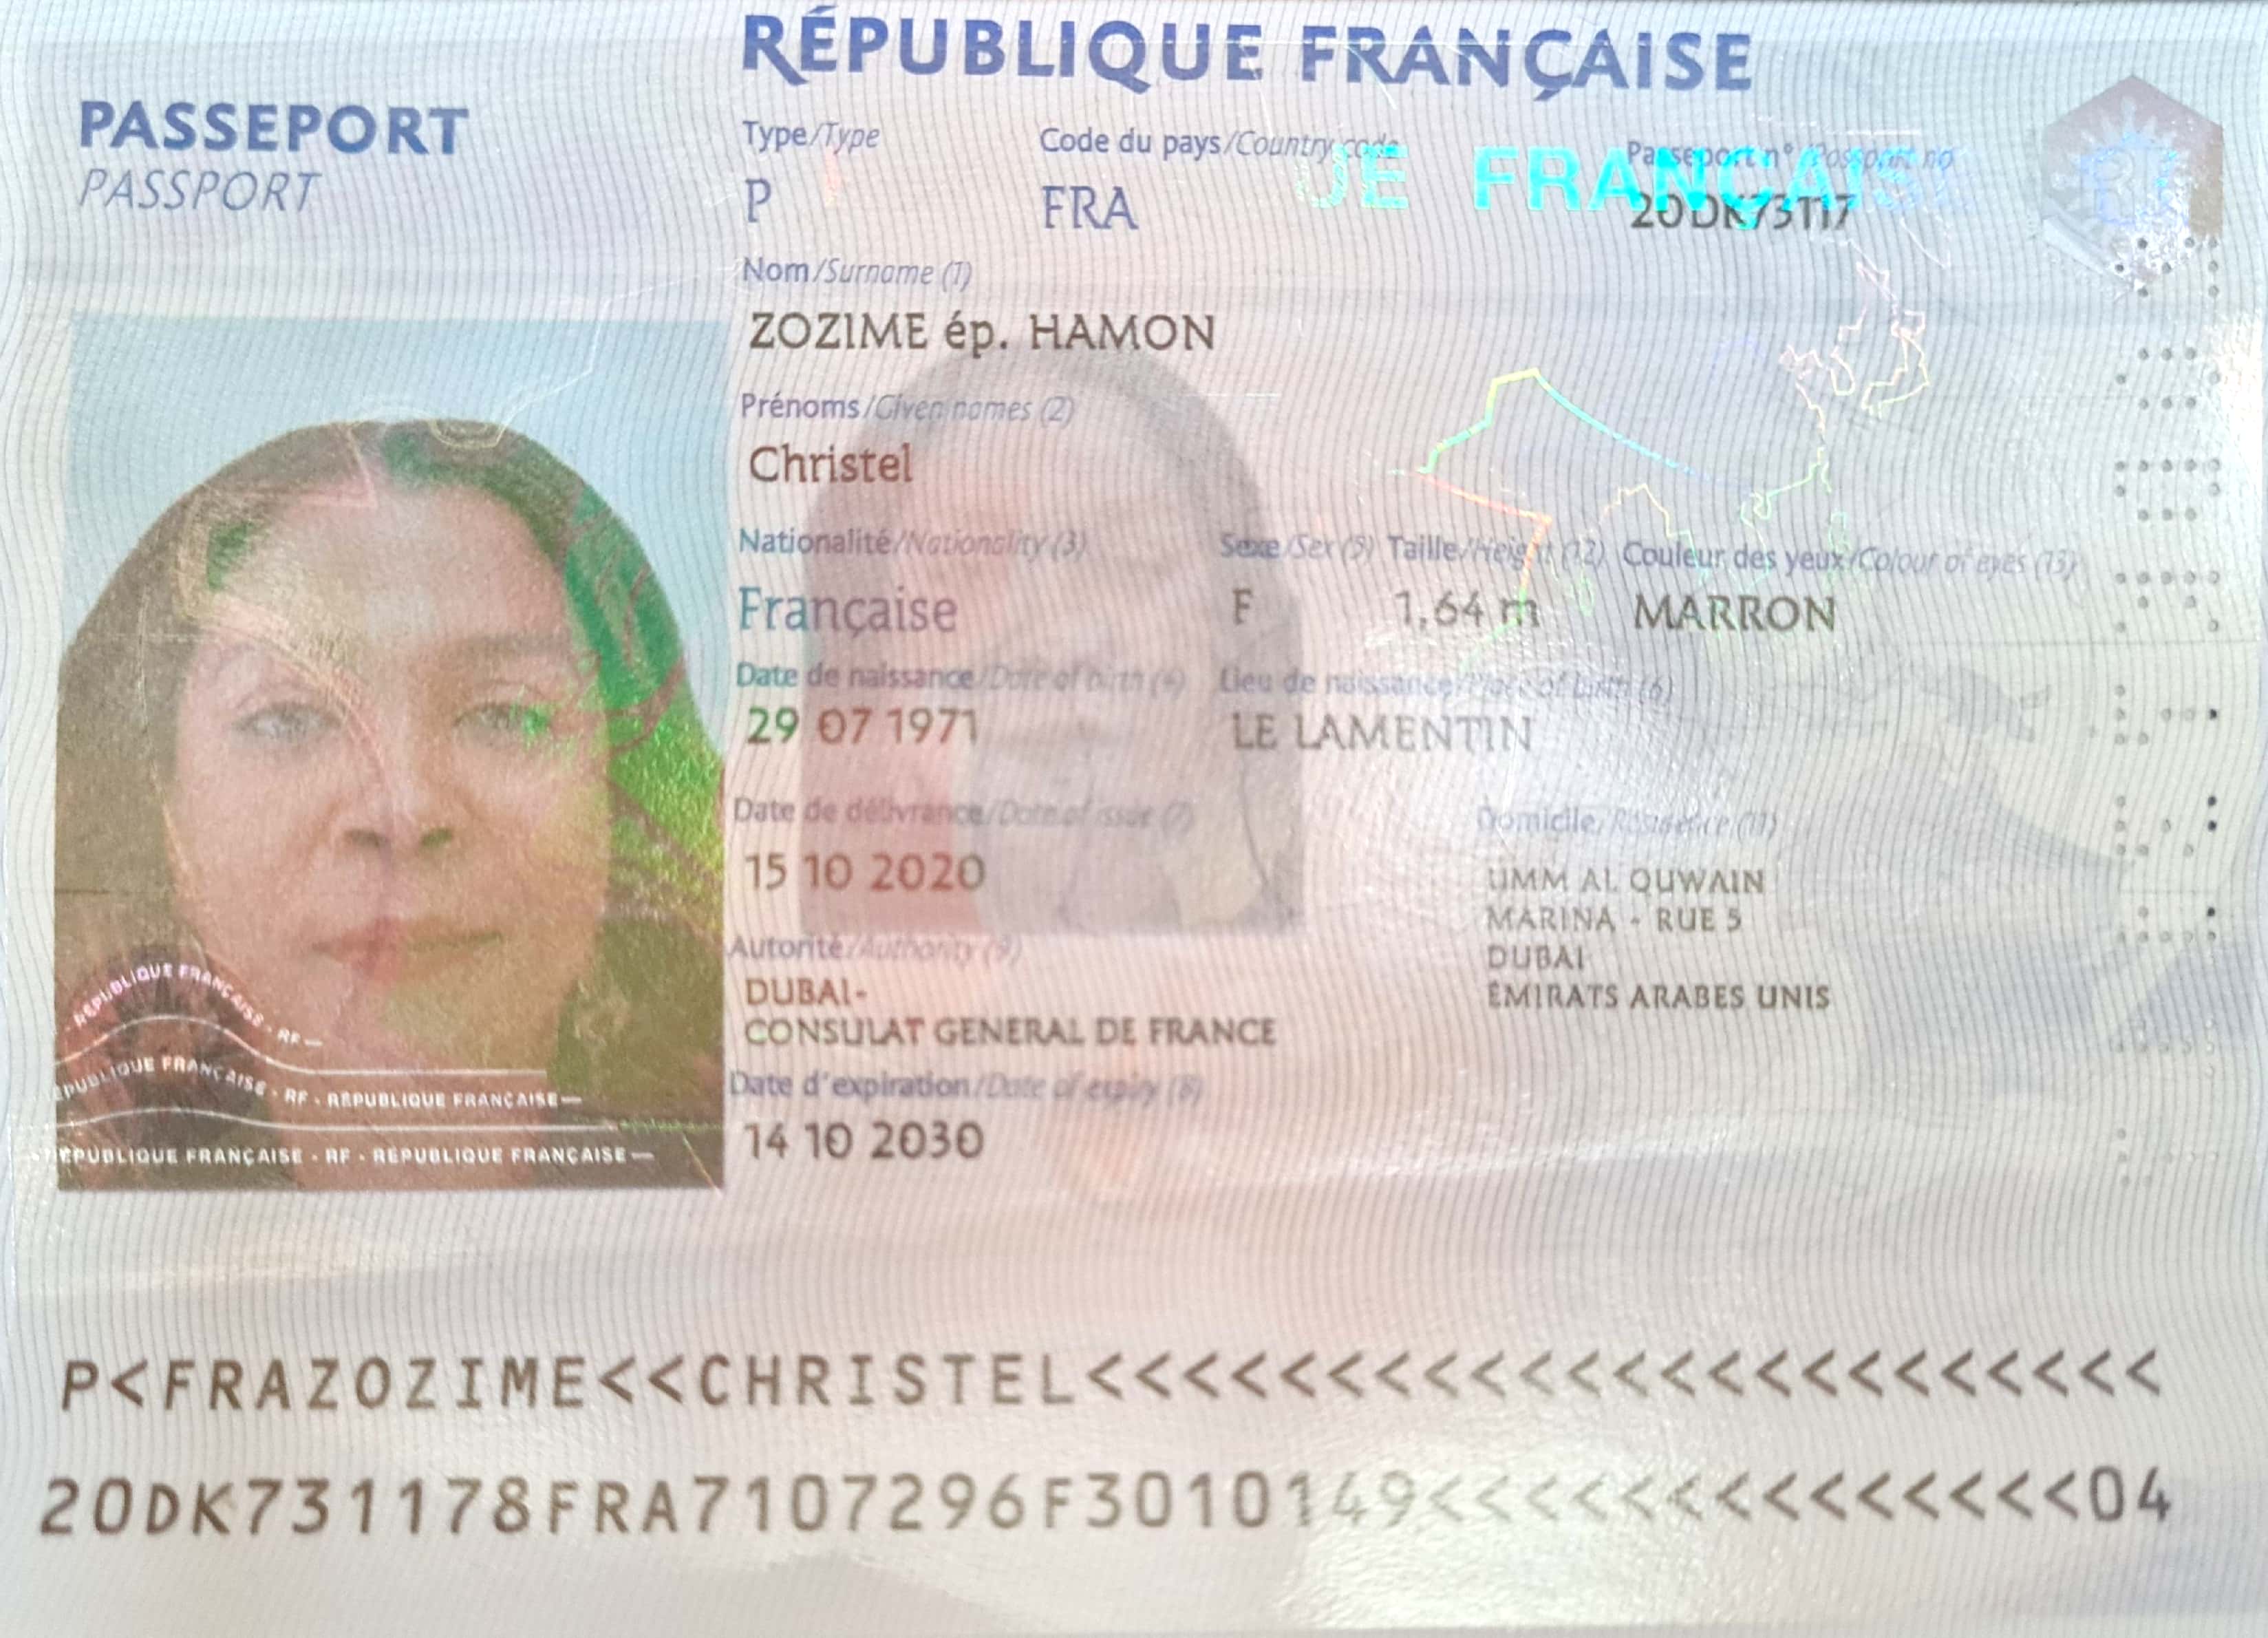 RÉPUBLIQUE FRANÇAISE
PASSEPORT
PASSPORT
Type/Type
Code du pays/Country code
Passeport n°/Passport no
P
FRA
UE FRANÇAIS
20DK73117
Nom/Surname (1)
ZOZIME ép. HAMON
Prénoms/Given names (2)
Christel
Nationalité/Nationality (3)
Sexe/Sex (5)
Taille/Height (12)
Couleur des yeux/Colour of eyes (13)
Française
F
1,64 m
MARRON
Date de naissance/Date of birth (4)
Lieu de naissance/Place of birth (6)
29 07 1971
LE LAMENTIN
Date de délivrance/Date of issue (7)
Domicile/Residence (11)
15 10 2020
UMM AL QUWAIN
MARINA - RUE 5
DUBAI
ÉMIRATS ARABES UNIS
Autorité/Authority (9)
DUBAI-
CONSULAT GENERAL DE FRANCE
Date d'expiration/Date of expiry (8)
14 10 2030
RÉPUBLIQUE FRANÇAISE - RF
ÉPUBLIQUE FRANÇAISE - RF - RÉPUBLIQUE FRANÇAISE
ÉPUBLIQUE FRANÇAISE - RF - RÉPUBLIQUE FRANÇAISE
P<FRAZOZIME<<CHRISTEL<<<<<<<<<<<<<<<<<<<<<<<
20DK731178FRA7107296F3010149<<<<<<<<<<<<<<04